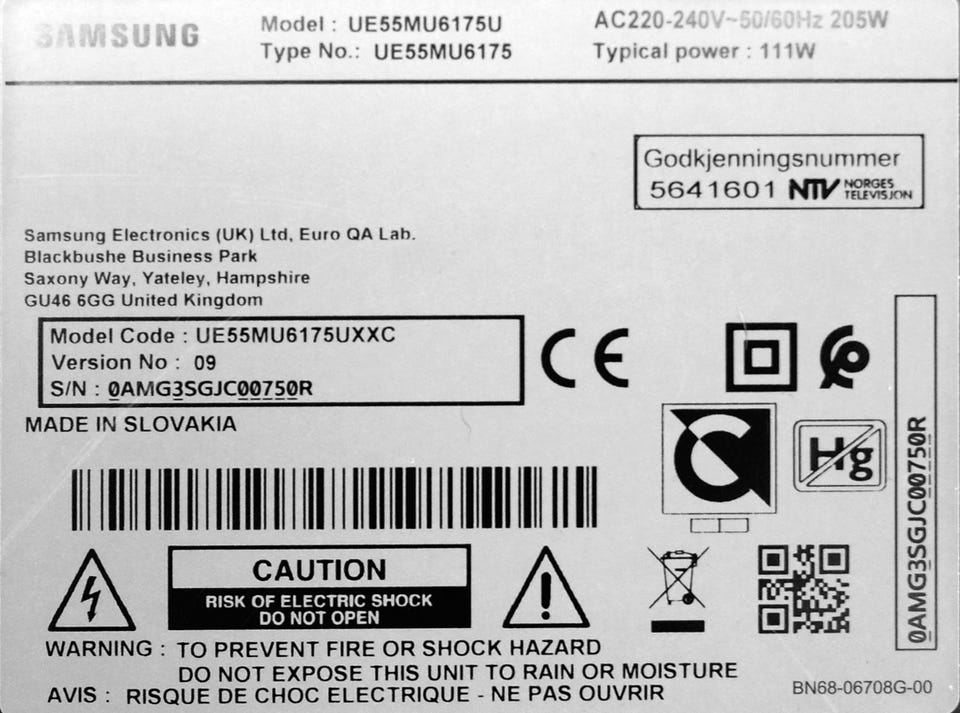 SAMSUNG
Model : UE55MU6175U
Type No.: UE55MU6175
AC220-240V~50/60Hz 205W
Typical power : 111W
Godkjenningsnummer
5641601 NTV NORGES TELEVISJON
Samsung Electronics (UK) Ltd, Euro QA Lab.
Blackbushe Business Park
Saxony Way, Yateley, Hampshire
GU46 6GG United Kingdom
Model Code : UE55MU6175UXXC
Version No : 09
S/N : 0AMG3SGJC00750R
MADE IN SLOVAKIA
CE
Hg
0AMG3SGJC00750R
CAUTION
RISK OF ELECTRIC SHOCK
DO NOT OPEN
WARNING : TO PREVENT FIRE OR SHOCK HAZARD
DO NOT EXPOSE THIS UNIT TO RAIN OR MOISTURE
AVIS : RISQUE DE CHOC ELECTRIQUE - NE PAS OUVRIR
BN68-06708G-00